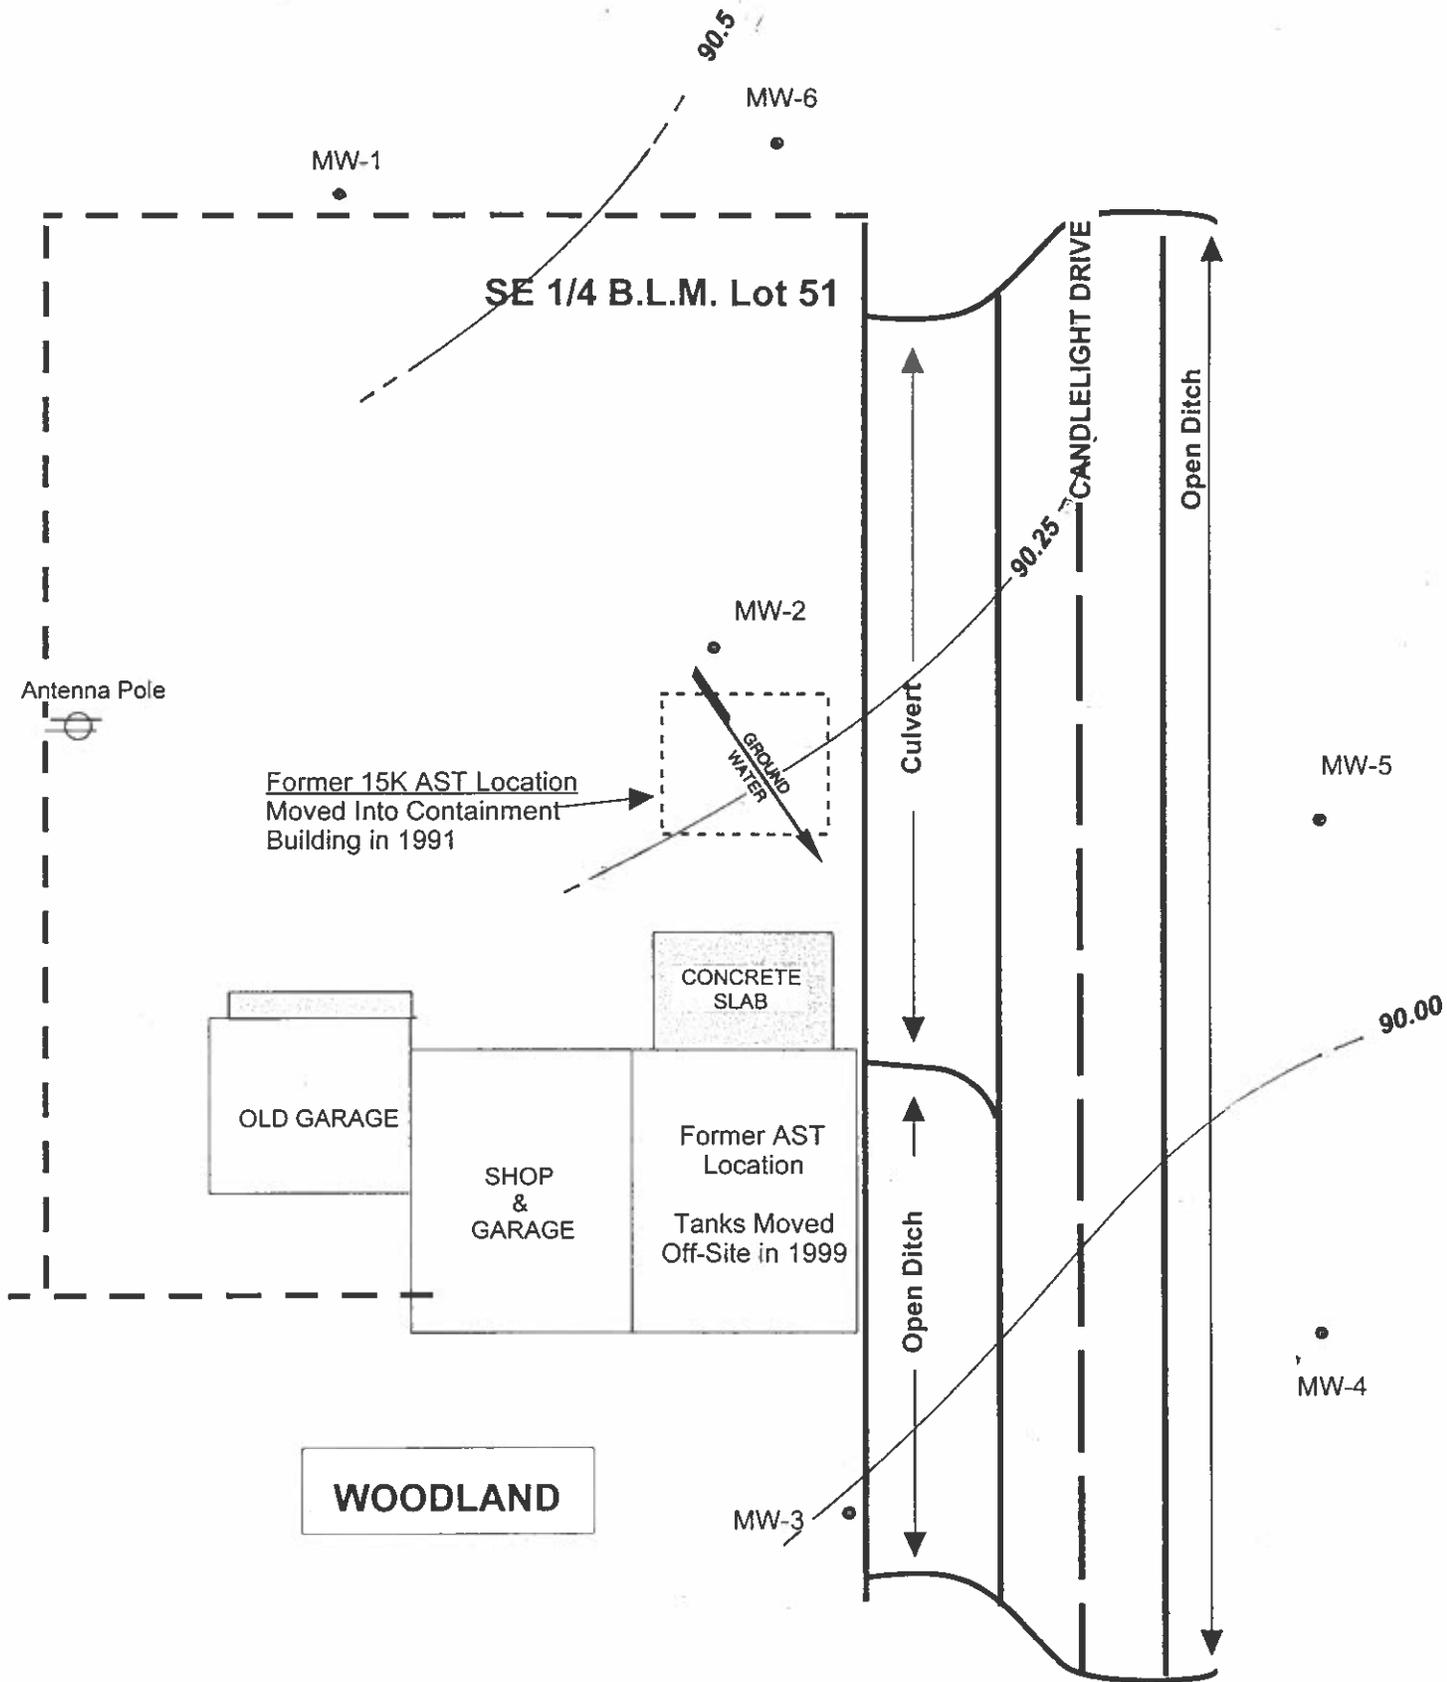 90.5
MW-6
MW-1
SE 1/4 B.L.M. Lot 51
CANDLELIGHT DRIVE
Open Ditch
90.25
MW-2
Antenna Pole
Culvert
GROUND
WATER
MW-5
Former 15K AST Location
Moved Into Containment
Building in 1991
CONCRETE
SLAB
90.00
OLD GARAGE
Former AST
Location
SHOP
&
GARAGE
Tanks Moved
Off-Site in 1999
Open Ditch
MW-4
WOODLAND
MW-3